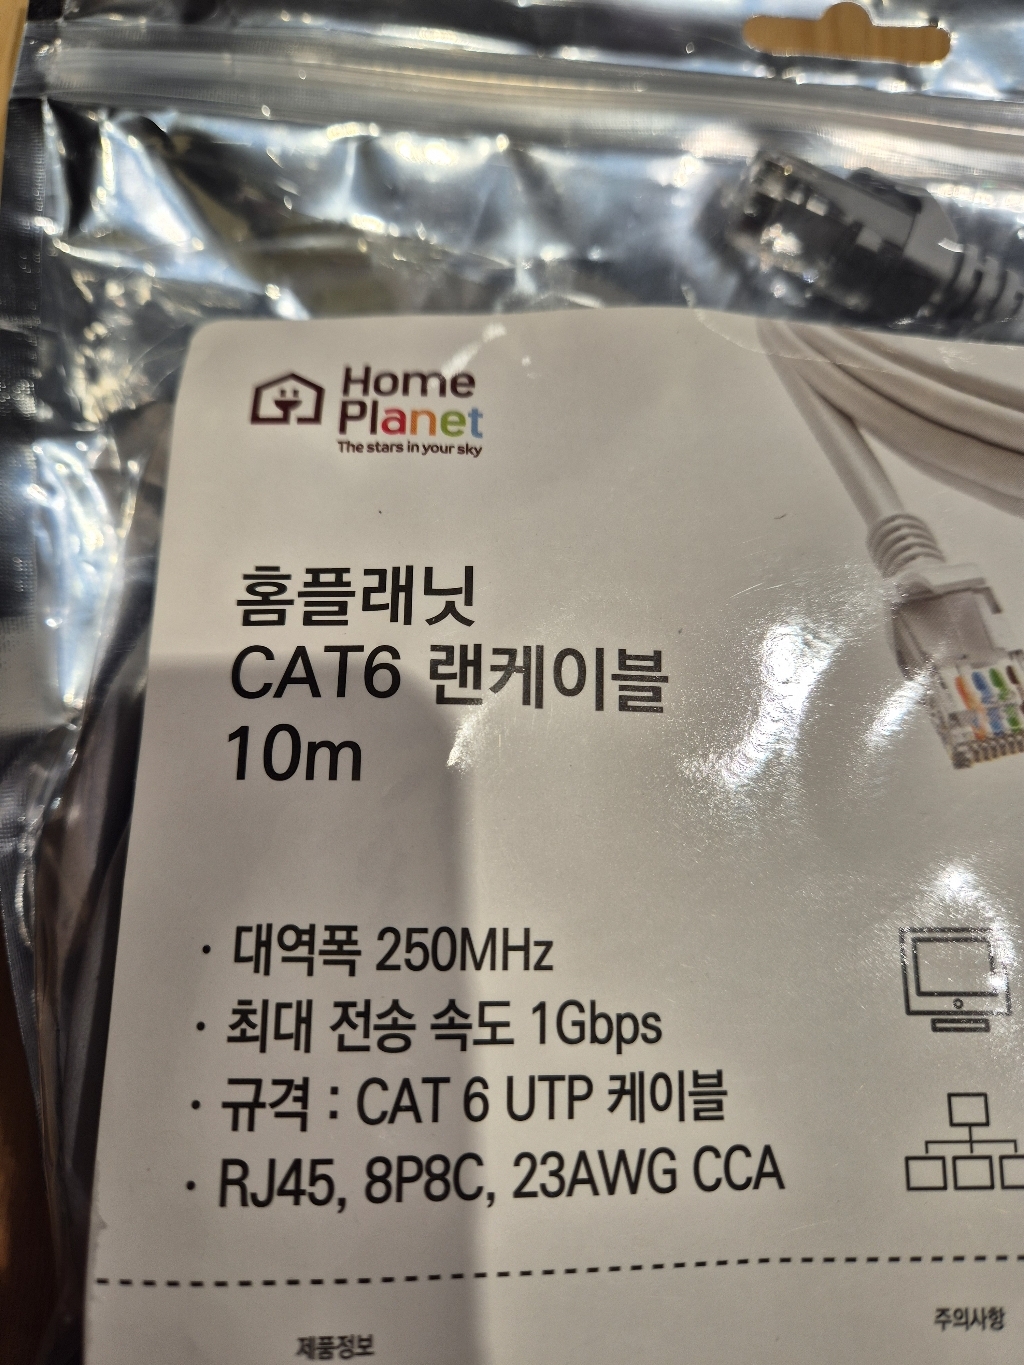 Home
Planet
The stars in your sky
홈플래닛
CAT6 랜케이블
10m
· 대역폭 250MHz
· 최대 전송 속도 1Gbps
· 규격 : CAT 6 UTP 케이블
· RJ45, 8P8C, 23AWG CCA
주의사항
제품정보